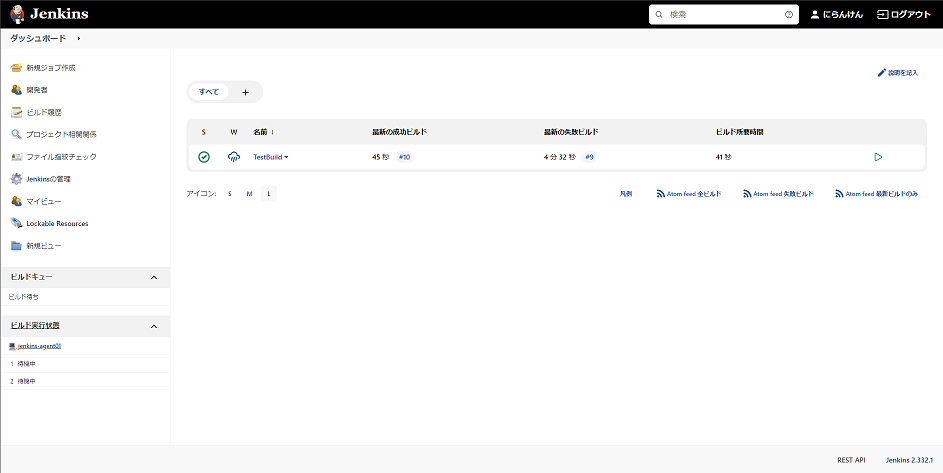 Jenkins
検索
にらんけん
ログアウト
ダッシュボード
新規ジョブ作成
開発者
ビルド履歴
プロジェクト相関関係
ファイル指紋チェック
Jenkinsの管理
マイビュー
Lockable Resources
新規ビュー
ビルドキュー
ビルド待ち
ビルド実行状態
jenkins-agent01
1 待機中
2 待機中
説明を記入
すべて +
S W 名前 ↓ 最新の成功ビルド 最新の失敗ビルド ビルド所要時間
TestBuild 45 秒 #10 4 分 32 秒 #9 41 秒
アイコン: S M L 凡例 Atom feed 全ビルド Atom feed 失敗ビルド Atom feed 最新ビルドのみ
REST API Jenkins 2.332.1